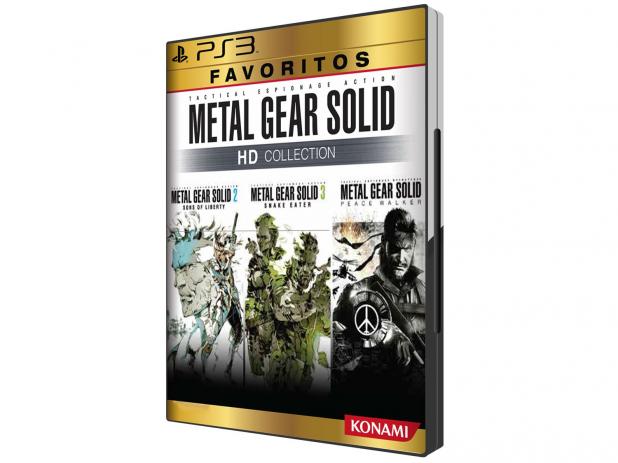 PS3
FAVORITOS
TACTICAL ESPIONAGE ACTION
METAL GEAR SOLID
HD COLLECTION
METAL GEAR SOLID 2
SONS OF LIBERTY
METAL GEAR SOLID 3
SNAKE EATER
METAL GEAR SOLID
PEACE WALKER
KONAMI